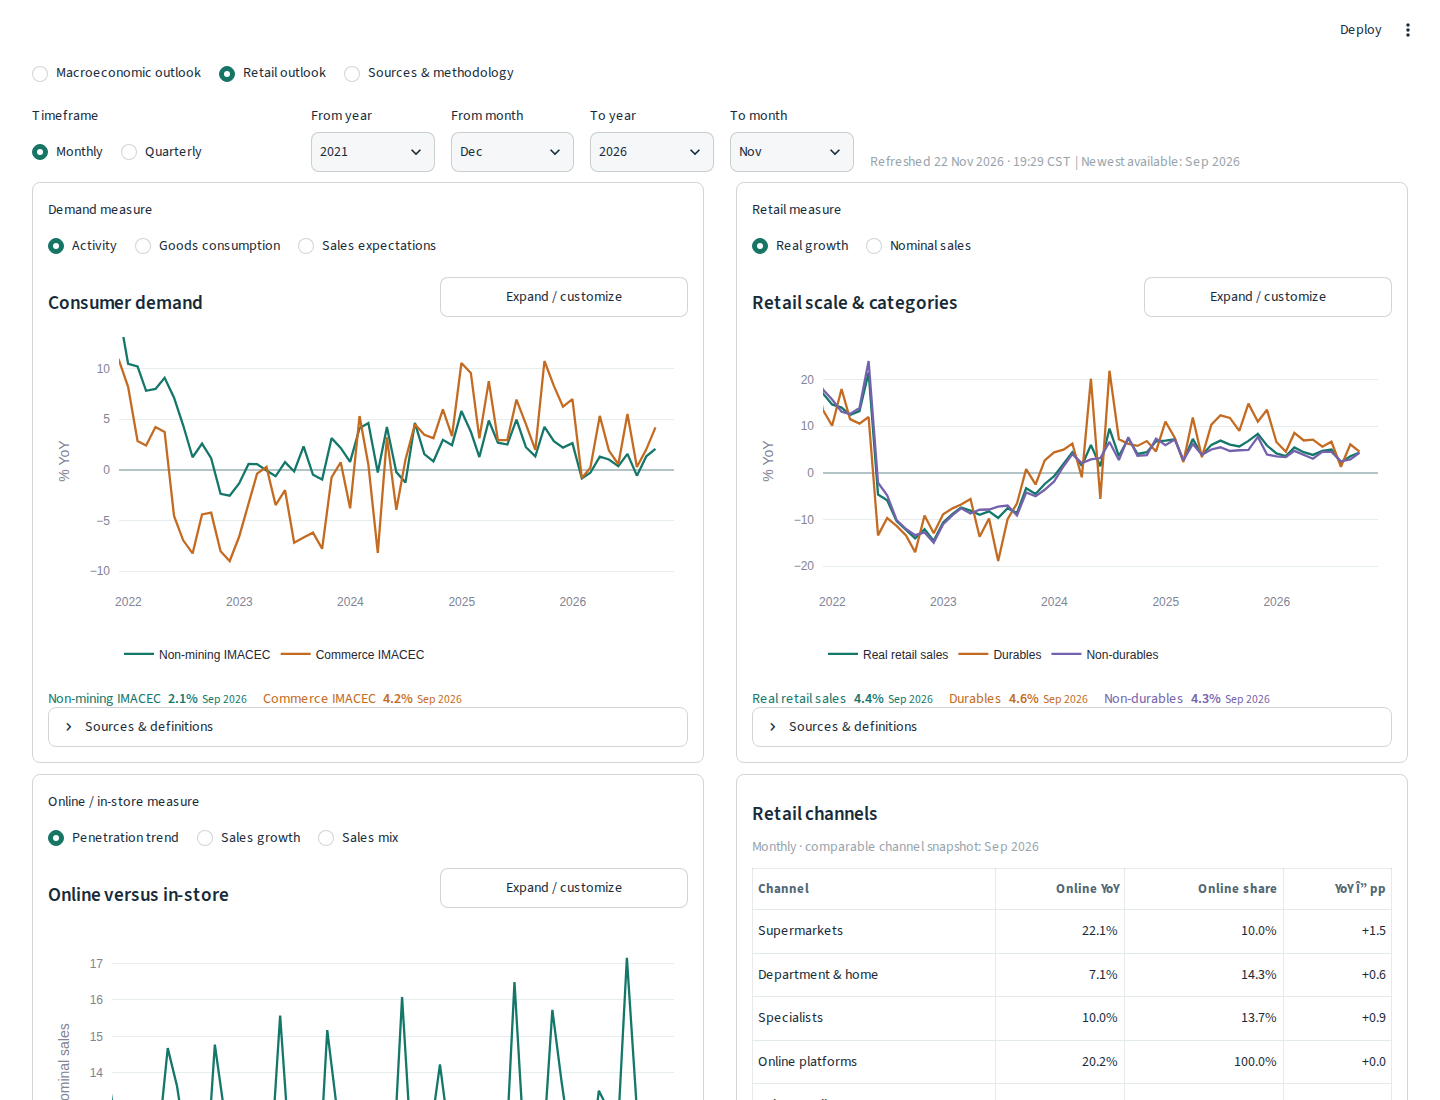 Deploy
Macroeconomic outlook Retail outlook Sources & methodology
Timeframe From year From month To year To month
Monthly Quarterly 2021 Dec 2026 Nov
Refreshed 22 Nov 2026 · 19:29 CST | Newest available: Sep 2026
Demand measure
Activity Goods consumption Sales expectations
Consumer demand
Expand / customize
10
5
0
−5
−10
% YoY
2022 2023 2024 2025 2026
Non-mining IMACEC Commerce IMACEC
Non-mining IMACEC 2.1% Sep 2026 Commerce IMACEC 4.2% Sep 2026
Sources & definitions
Retail measure
Real growth Nominal sales
Retail scale & categories
Expand / customize
20
10
0
−10
−20
% YoY
2022 2023 2024 2025 2026
Real retail sales Durables Non-durables
Real retail sales 4.4% Sep 2026 Durables 4.6% Sep 2026 Non-durables 4.3% Sep 2026
Sources & definitions
Online / in-store measure
Penetration trend Sales growth Sales mix
Online versus in-store
Expand / customize
17
16
15
14
ominal sales
Retail channels
Monthly · comparable channel snapshot: Sep 2026
Channel Online YoY Online share YoY Î” pp
Supermarkets 22.1% 10.0% +1.5
Department & home 7.1% 14.3% +0.6
Specialists 10.0% 13.7% +0.9
Online platforms 20.2% 100.0% +0.0